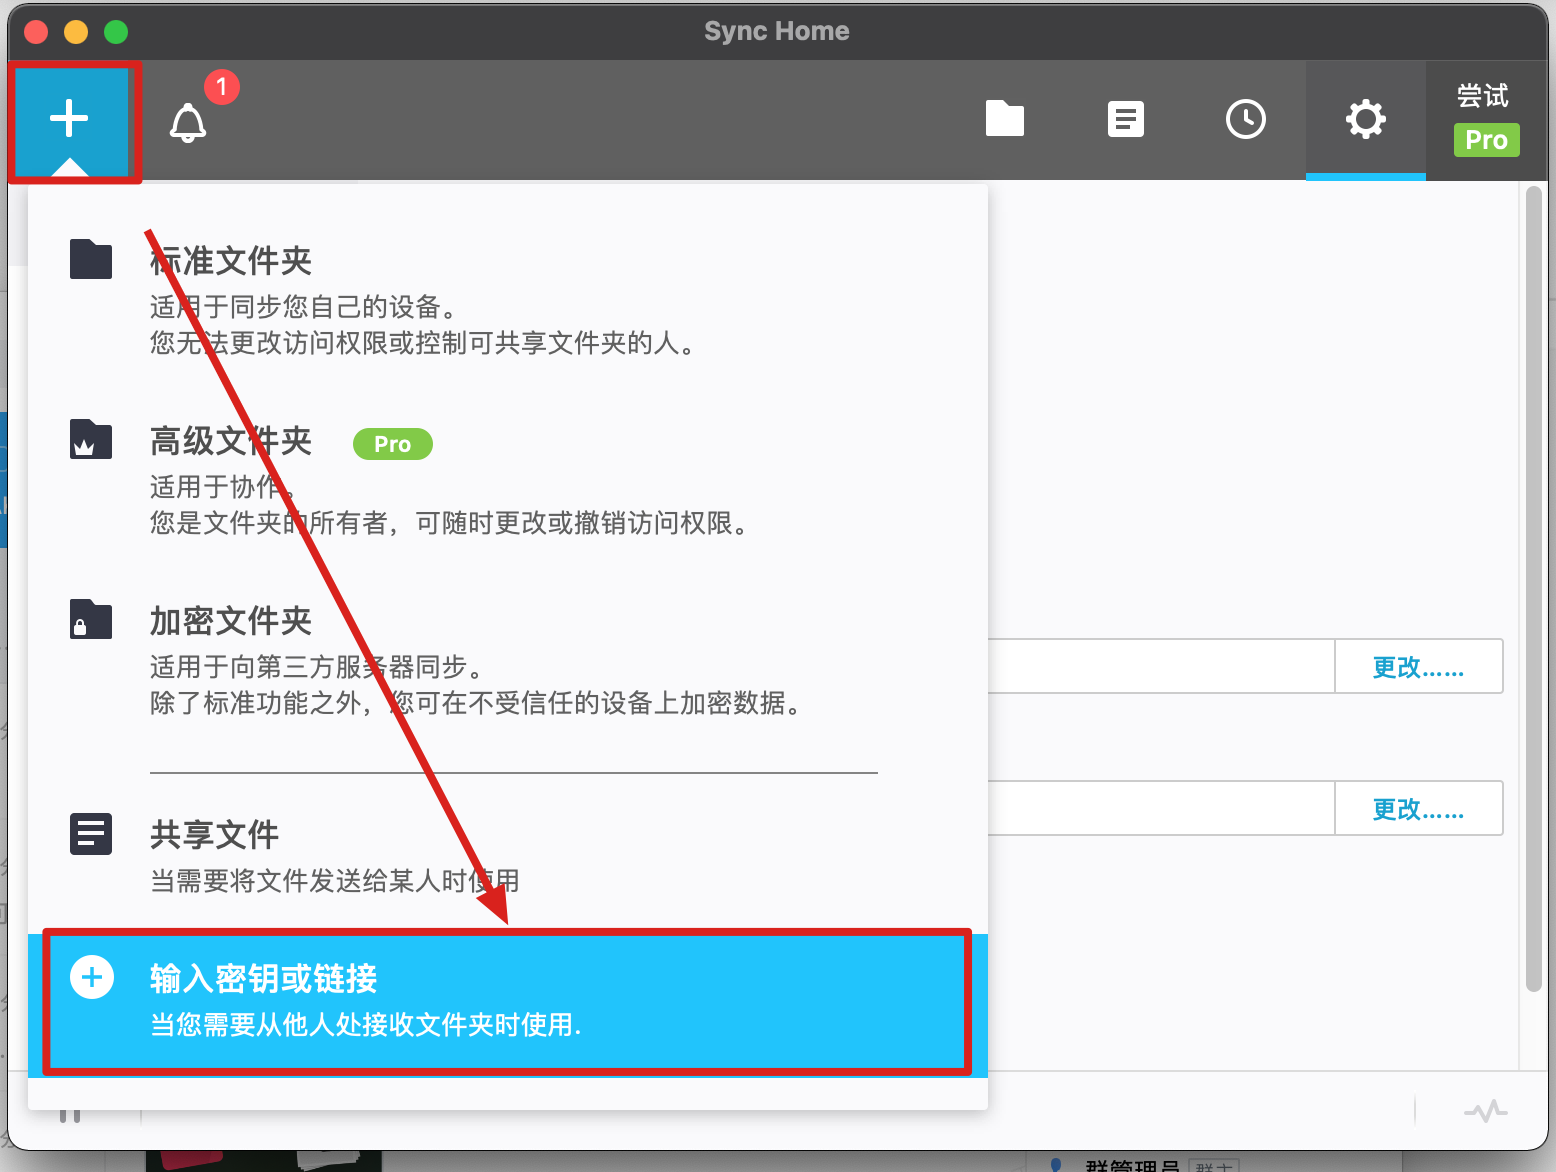 Sync Home
1
尝试
Pro
标准文件夹
适用于同步您自己的设备。
您无法更改访问权限或控制可共享文件夹的人。
高级文件夹 Pro
适用于协作。
您是文件夹的所有者，可随时更改或撤销访问权限。
加密文件夹
适用于向第三方服务器同步。
除了标准功能之外，您可在不受信任的设备上加密数据。
更改......
更改......
共享文件
当需要将文件发送给某人时使用
输入密钥或链接
当您需要从他人处接收文件夹时使用.
群管理员 群主